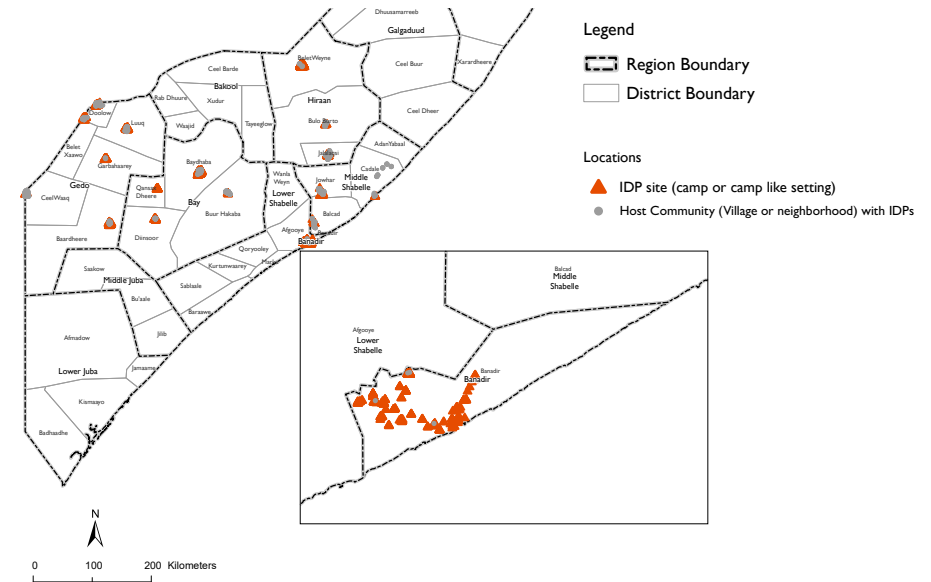 Dhuusamarreeb
Galgaduud
BeletWeyne
Ceel Barde
Ceel Buur
Xarardheere
Bakool
Rab Dhuure
Xudur
Hiraan
Ceel Dheer
Doolow
Luuq
Waajid
Tayeeglow
Bulo Burto
AdanYabaal
Belet
Xaawo
Garbahaarey
Baydhaba
Jalalaqsi
Cadale
Gedo
CeelWaaq
Qansax
Dheere
Bay
Buur Hakaba
Wanla
Weyn
Lower
Shabelle
Jowhar
Middle
Shabelle
Balcad
Baardheere
Diinsoor
Afgooye
Banadir
Qoryooley
Saakow
Middle Juba
Kurtunwaarey
Sablaale
Bu'aale
Baraawe
Afmadow
Jilib
Lower Juba
Jamaame
Kismaayo
Badhaadhe
N
0 100 200 Kilometers
Balcad
Middle
Shabelle
Afgooye
Lower
Shabelle
Banadir
Banadir
Legend
Region Boundary
District Boundary
Locations
IDP site (camp or camp like setting)
Host Community (Village or neighborhood) with IDPs